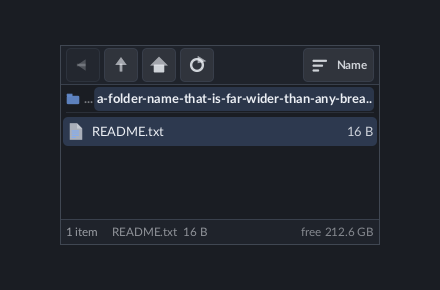 Name
... a-folder-name-that-is-far-wider-than-any-brea..
README.txt 16 B
1 item README.txt 16 B free 212.6 GB